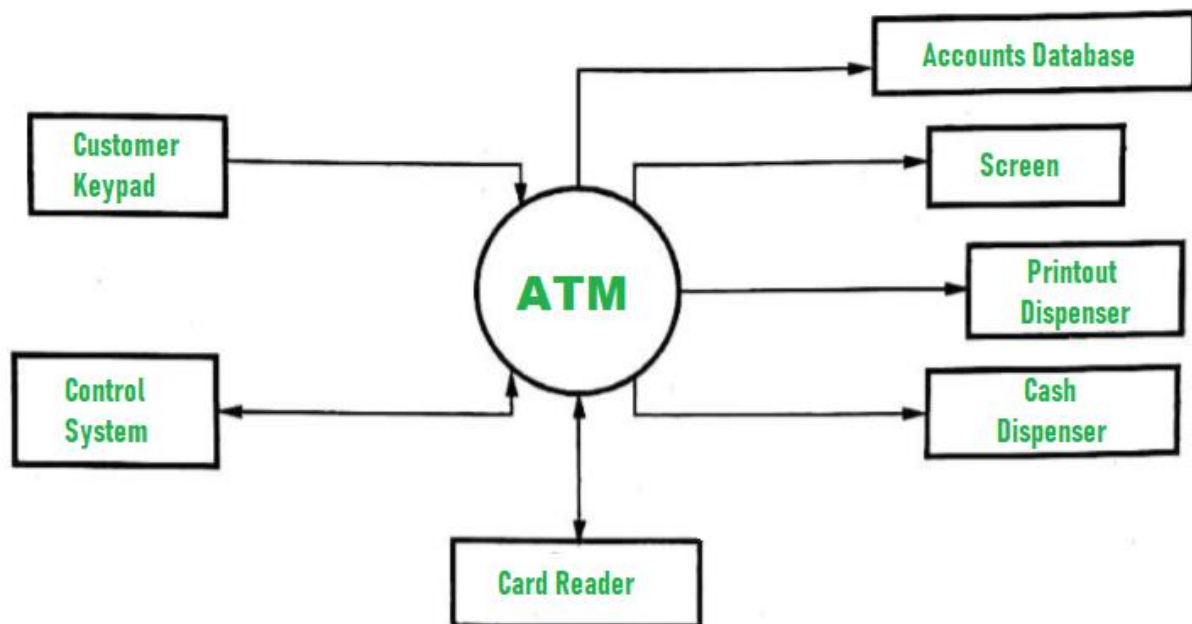 Accounts Database
Customer
Keypad
Screen
ATM
Printout
Dispenser
Control
System
Cash
Dispenser
Card Reader